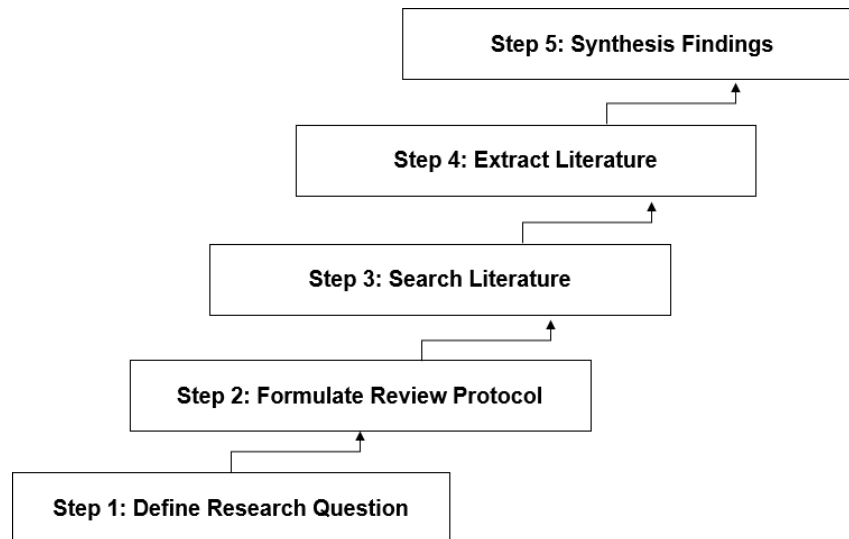 Step 5: Synthesis Findings
Step 4: Extract Literature
Step 3: Search Literature
Step 2: Formulate Review Protocol
Step 1: Define Research Question